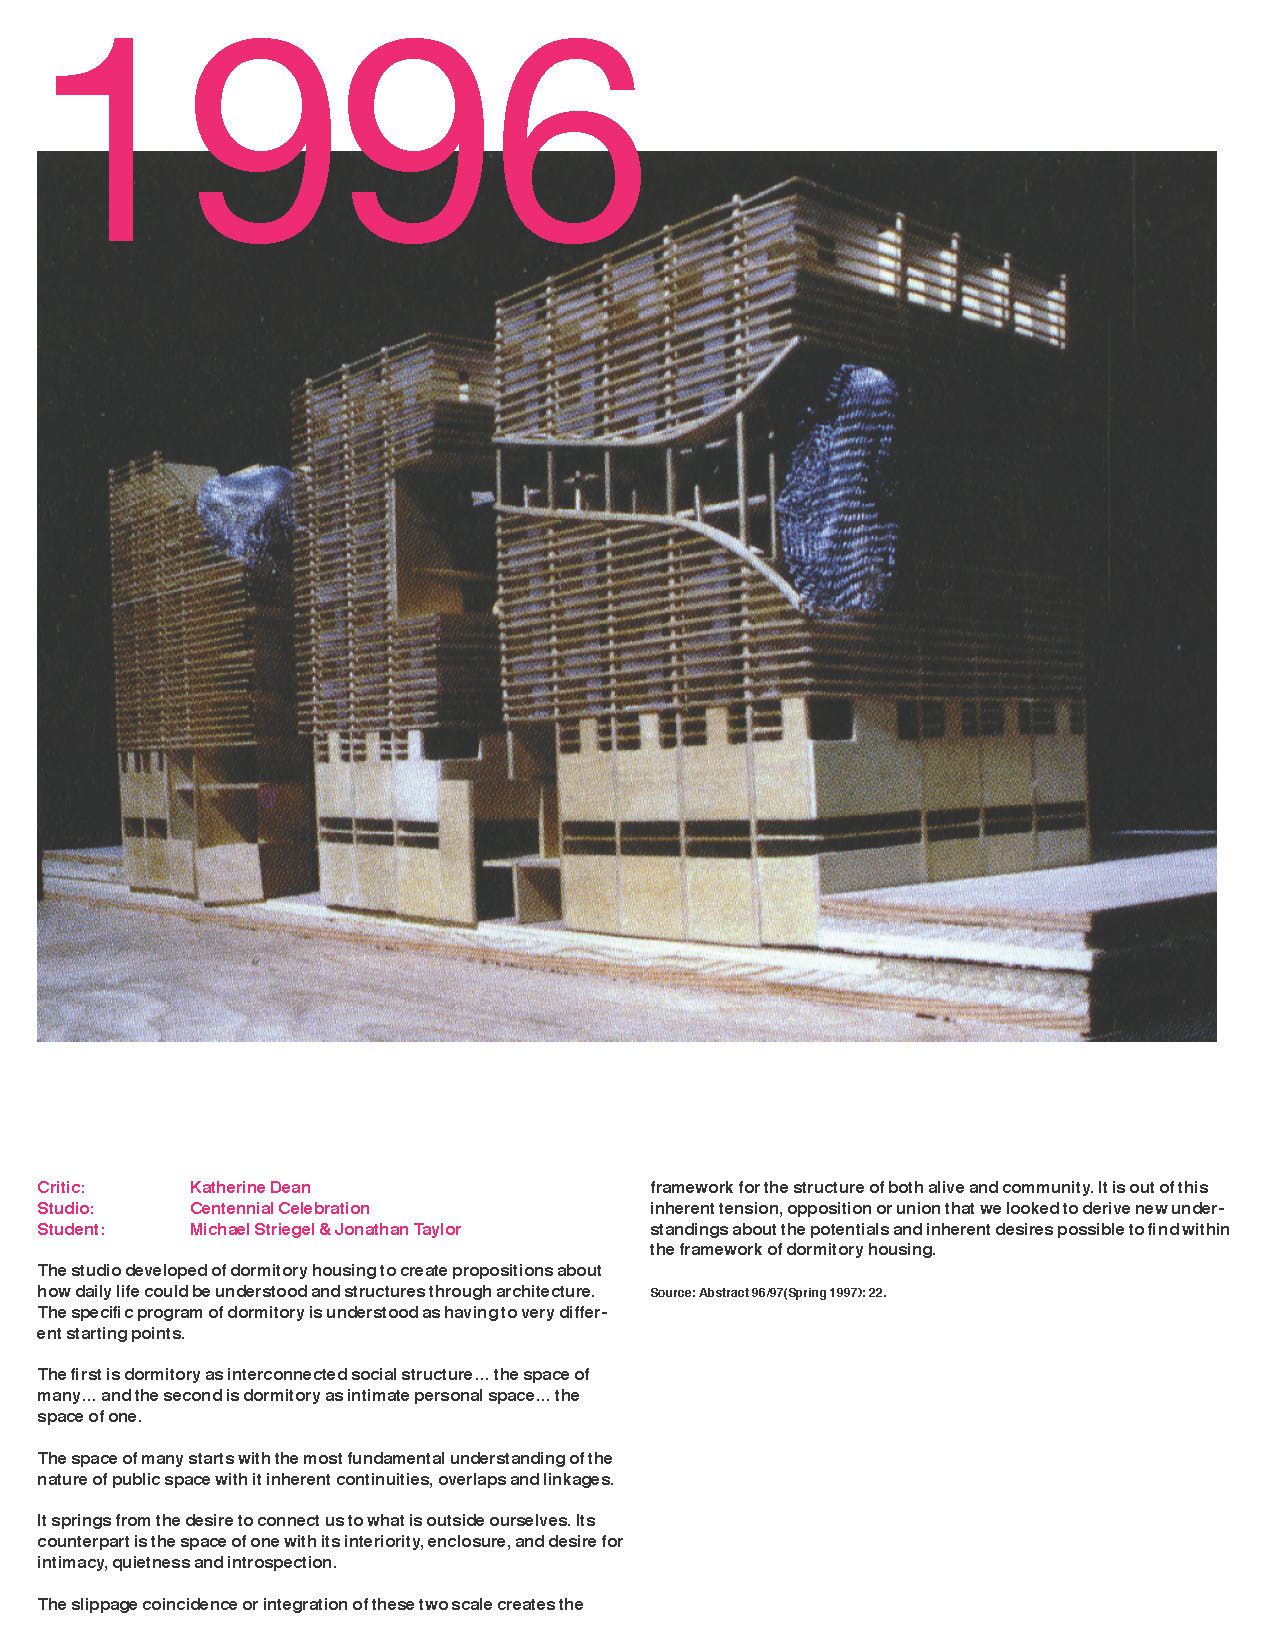 1996
Critic: Katherine Dean
Studio: Centennial Celebration
Student: Michael Striegel & Jonathan Taylor
The studio developed of dormitory housing to create propositions about
how daily life could be understood and structures through architecture.
The specific program of dormitory is understood as having to very differ-
ent starting points.
The first is dormitory as interconnected social structure… the space of
many… and the second is dormitory as intimate personal space… the
space of one.
The space of many starts with the most fundamental understanding of the
nature of public space with it inherent continuities, overlaps and linkages.
It springs from the desire to connect us to what is outside ourselves. Its
counterpart is the space of one with its interiority, enclosure, and desire for
intimacy, quietness and introspection.
The slippage coincidence or integration of these two scale creates the
framework for the structure of both alive and community. It is out of this
inherent tension, opposition or union that we looked to derive new under-
standings about the potentials and inherent desires possible to find within
the framework of dormitory housing.
Source: Abstract 96/97(Spring 1997): 22.